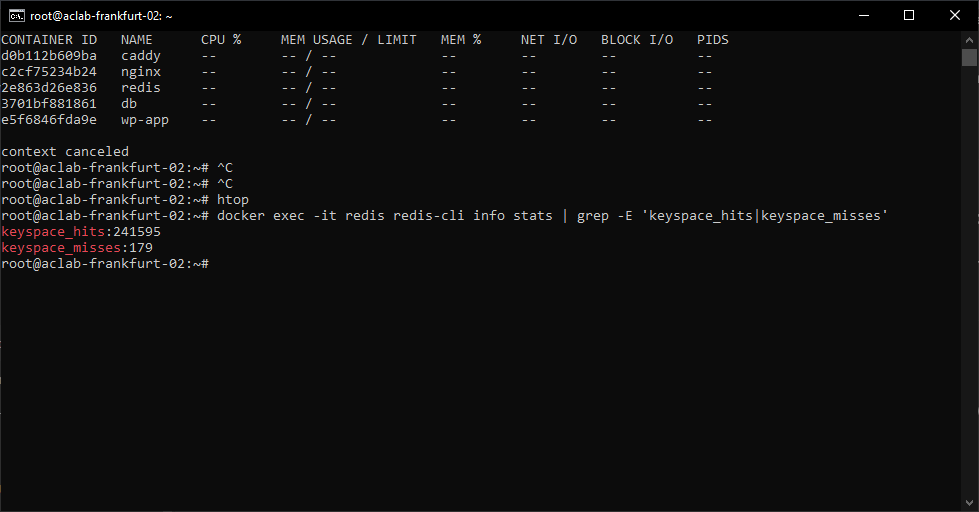 root@aclab-frankfurt-02: ~
CONTAINER ID   NAME      CPU %     MEM USAGE / LIMIT   MEM %     NET I/O   BLOCK I/O   PIDS
d0b112b609ba   caddy     --        -- / --             --        --        --          --
c2cf75234b24   nginx     --        -- / --             --        --        --          --
2e863d26e836   redis     --        -- / --             --        --        --          --
3701bf881861   db        --        -- / --             --        --        --          --
e5f6846fda9e   wp-app    --        -- / --             --        --        --          --
context canceled
root@aclab-frankfurt-02:~# ^C
root@aclab-frankfurt-02:~# ^C
root@aclab-frankfurt-02:~# htop
root@aclab-frankfurt-02:~# docker exec -it redis redis-cli info stats | grep -E 'keyspace_hits|keyspace_misses'
keyspace_hits:241595
keyspace_misses:179
root@aclab-frankfurt-02:~#